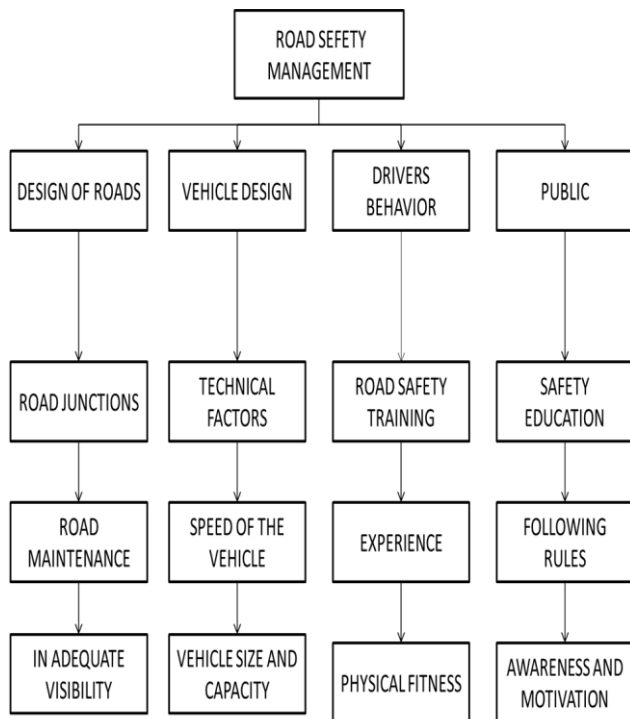 ROAD SEFETY
MANAGEMENT
DESIGN OF ROADS
VEHICLE DESIGN
DRIVERS
BEHAVIOR
PUBLIC
ROAD JUNCTIONS
TECHNICAL
FACTORS
ROAD SAFETY
TRAINING
SAFETY
EDUCATION
ROAD
MAINTENANCE
SPEED OF THE
VEHICLE
EXPERIENCE
FOLLOWING
RULES
IN ADEQUATE
VISIBILITY
VEHICLE SIZE AND
CAPACITY
PHYSICAL FITNESS
AWARENESS AND
MOTIVATION